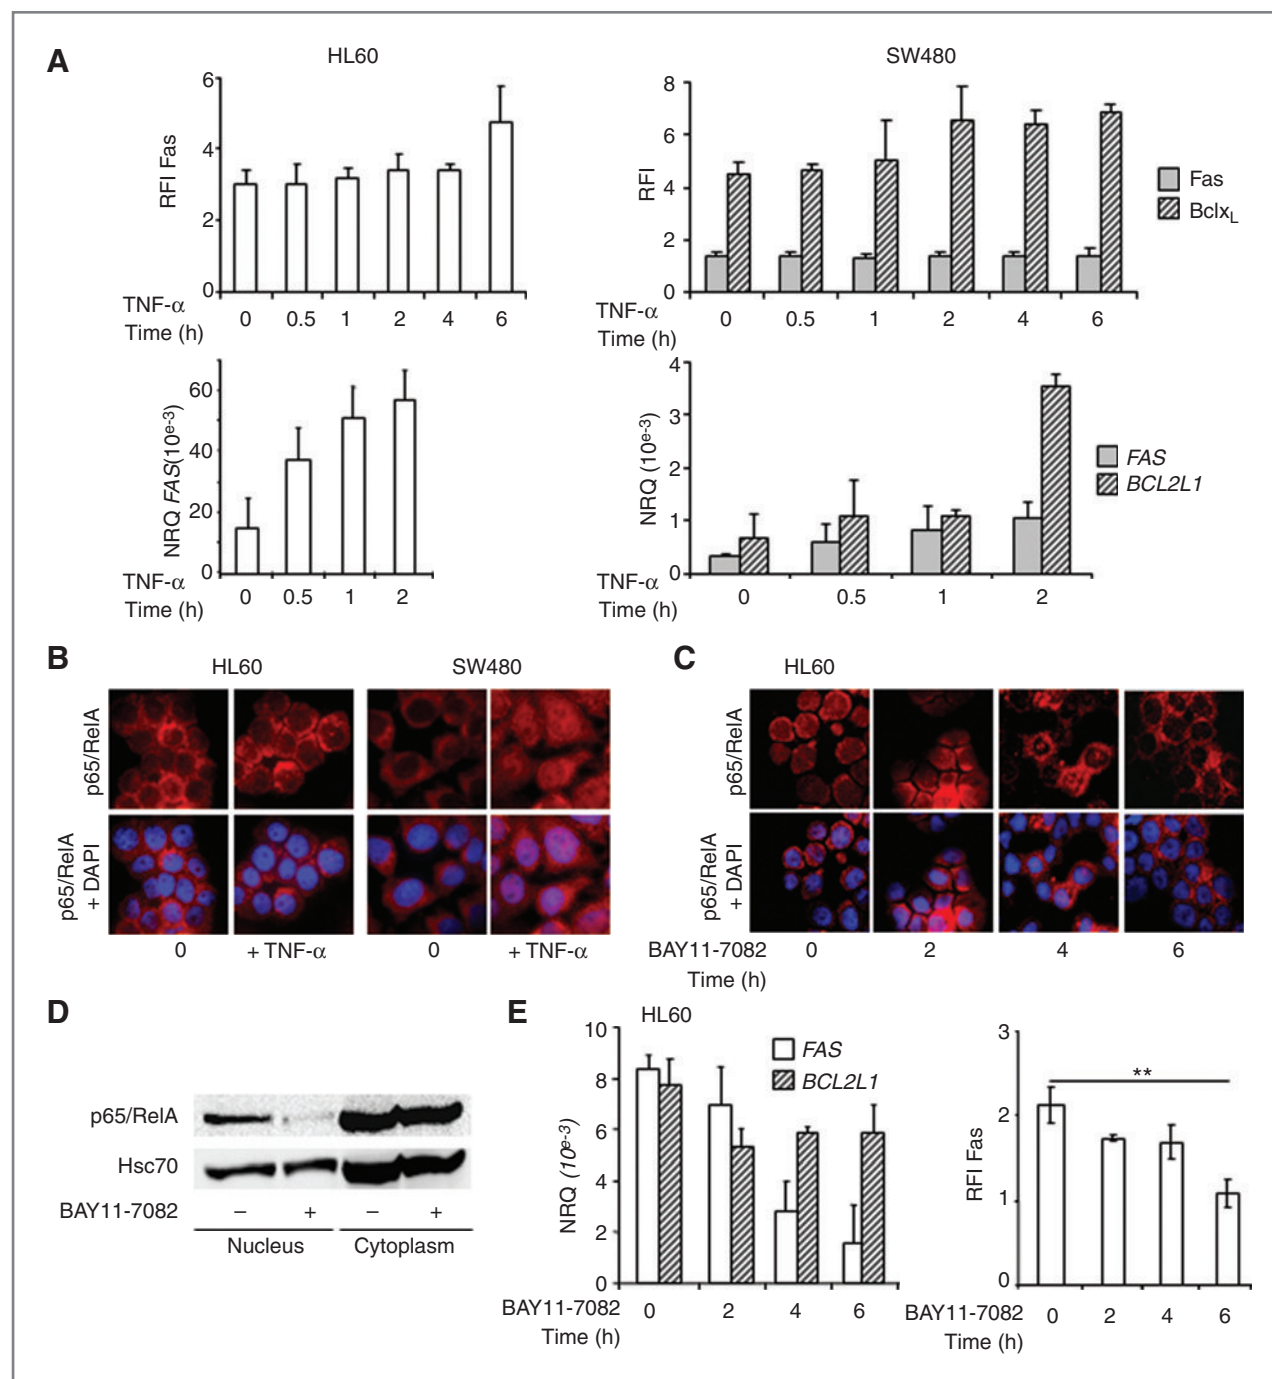 A
HL60
RFI Fas
6
4
2
0
TNF-α
Time (h)
0 0.5 1 2 4 6
SW480
RFI
8
6
4
2
0
TNF-α
Time (h)
0 0.5 1 2 4 6
Fas
BclxL
NRQ FAS(10e-3)
60
40
20
0
TNF-α
Time (h)
0 0.5 1 2
NRQ (10e-3)
4
3
2
1
0
TNF-α
Time (h)
0 0.5 1 2
FAS
BCL2L1
B
HL60 SW480
p65/RelA
p65/RelA
+ DAPI
0 + TNF-α 0 + TNF-α
C
HL60
p65/RelA
p65/RelA
+ DAPI
BAY11-7082 0 2 4 6
Time (h)
D
p65/RelA
Hsc70
BAY11-7082 – + – +
Nucleus Cytoplasm
E
HL60
NRQ (10e-3)
10
8
6
4
2
0
FAS
BCL2L1
BAY11-7082 0 2 4 6
Time (h)
RFI Fas
3
2
1
0
**
BAY11-7082 0 2 4 6
Time (h)